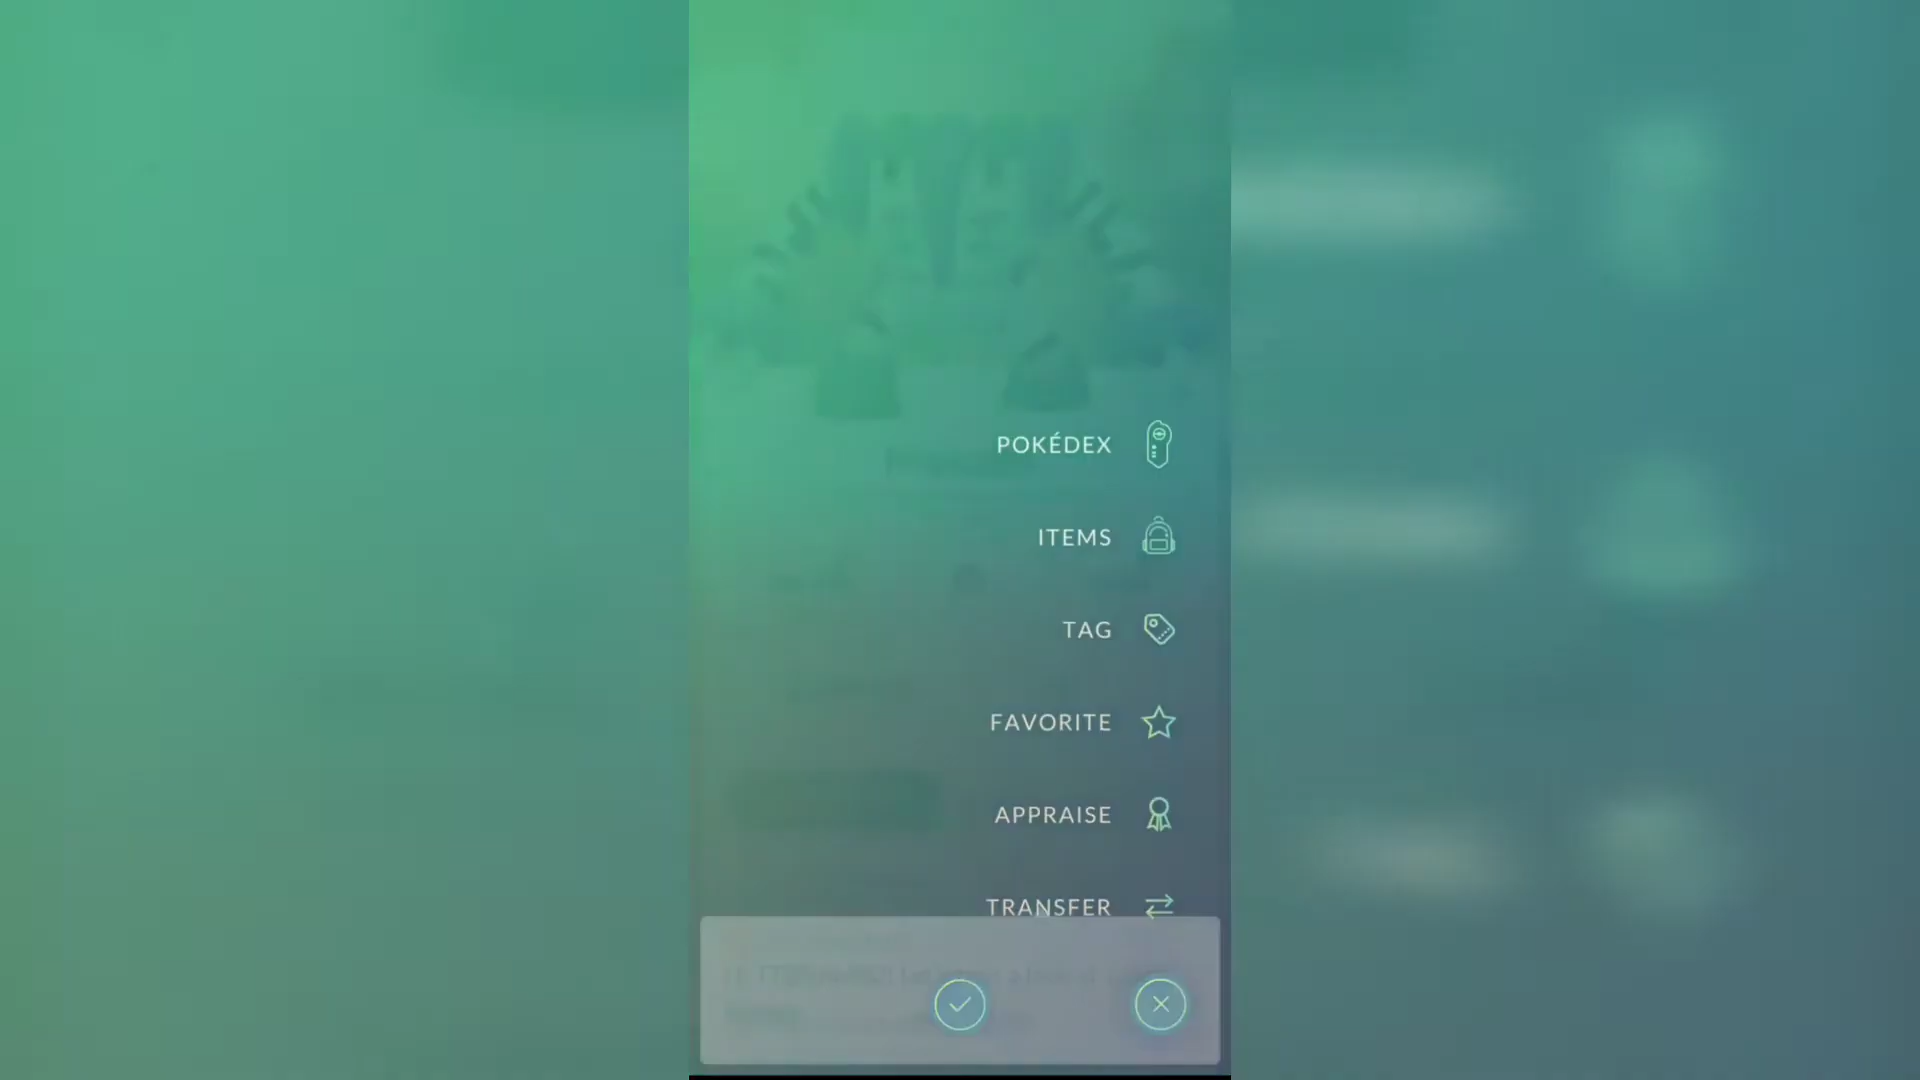 POKÉDEX
ITEMS
TAG
FAVORITE
APPRAISE
TRANSFER